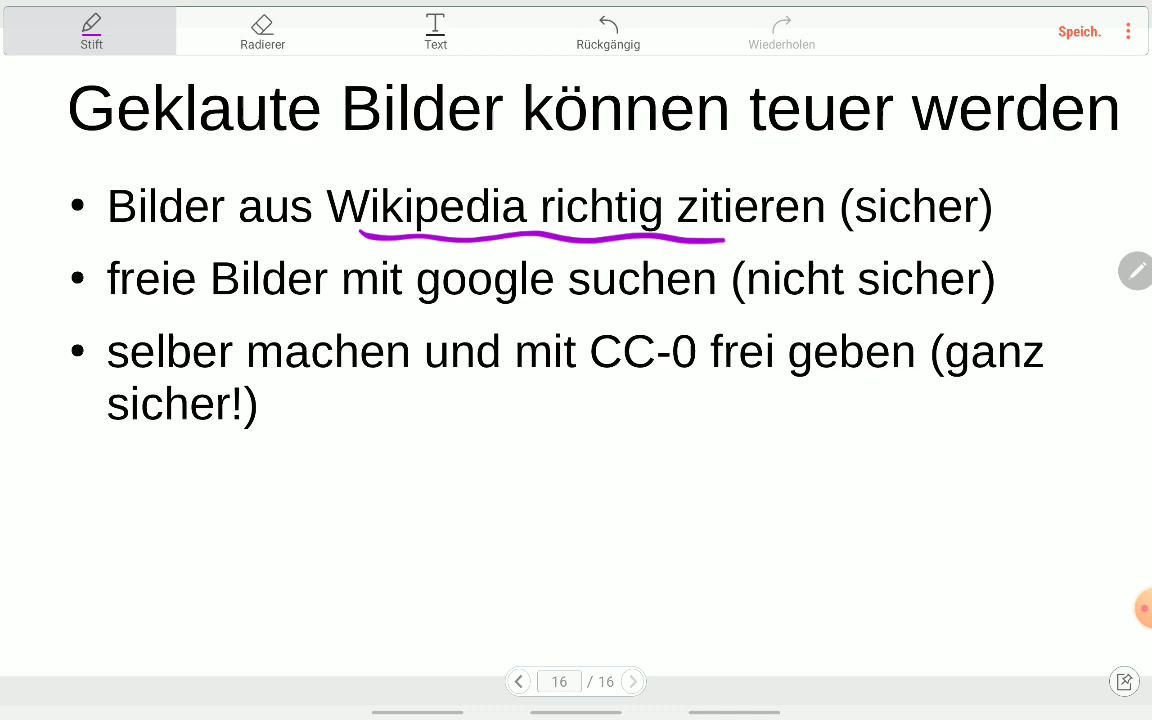 Stift
Radierer
Text
Rückgängig
Wiederholen
Speich.
Geklaute Bilder können teuer werden
• Bilder aus Wikipedia richtig zitieren (sicher)
• freie Bilder mit google suchen (nicht sicher)
• selber machen und mit CC-0 frei geben (ganz
sicher!)
16 / 16